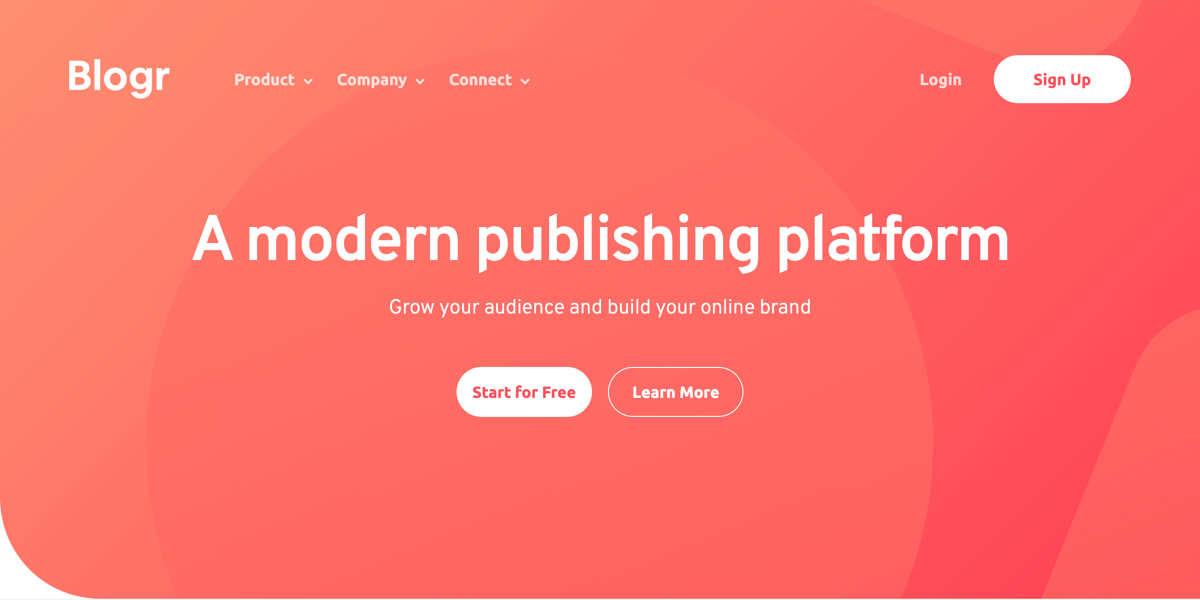 Blogr Product Company Connect Login Sign Up
A modern publishing platform
Grow your audience and build your online brand
Start for Free Learn More